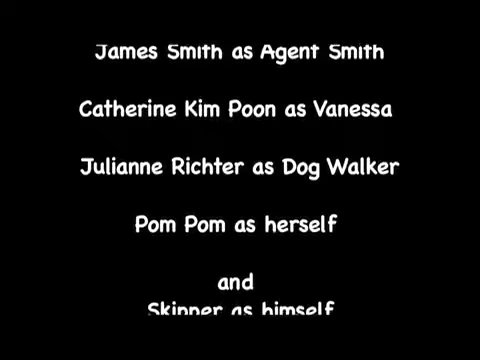 James Smith as Agent Smith
Catherine Kim Poon as Vanessa
Julianne Richter as Dog Walker
Pom Pom as herself
and
Skipper as himself